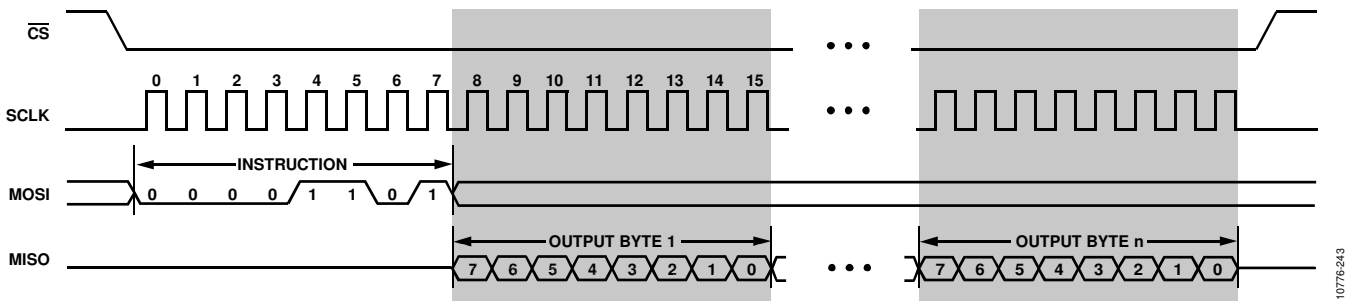 CS
0 1 2 3 4 5 6 7 8 9 10 11 12 13 14 15
SCLK
INSTRUCTION
MOSI 0 0 0 0 1 1 0 1
OUTPUT BYTE 1 OUTPUT BYTE n
MISO 7 6 5 4 3 2 1 0 7 6 5 4 3 2 1 0
10776-243